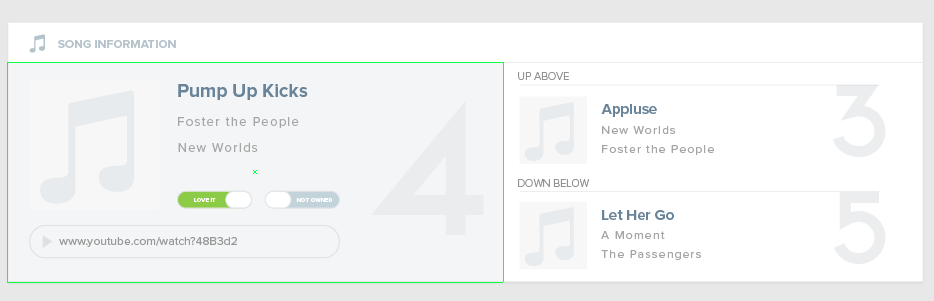 SONG INFORMATION
Pump Up Kicks
Foster the People
New Worlds
4
LOVE IT
NOT OWNED
www.youtube.com/watch?48B3d2
UP ABOVE
Appluse
New Worlds
Foster the People
3
DOWN BELOW
Let Her Go
A Moment
The Passengers
5